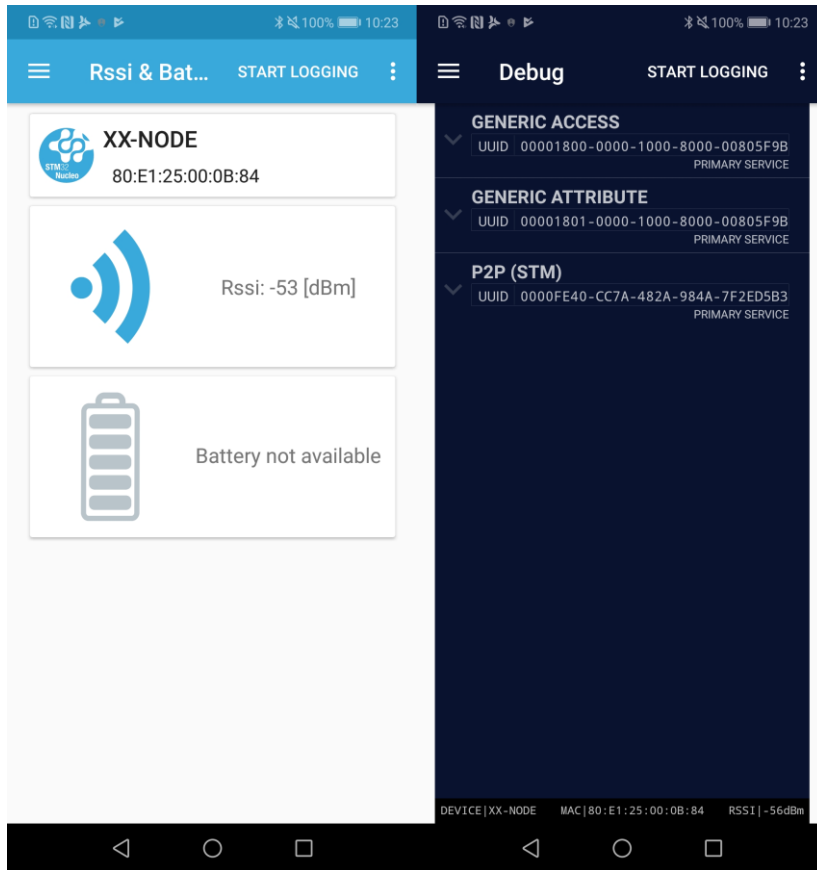 100% 10:23
Rssi & Bat... START LOGGING
STM32
Nucleo
XX-NODE
80:E1:25:00:0B:84
Rssi: -53 [dBm]
Battery not available
100% 10:23
Debug START LOGGING
GENERIC ACCESS
UUID 00001800-0000-1000-8000-00805F9B
PRIMARY SERVICE
GENERIC ATTRIBUTE
UUID 00001801-0000-1000-8000-00805F9B
PRIMARY SERVICE
P2P (STM)
UUID 0000FE40-CC7A-482A-984A-7F2ED5B3
PRIMARY SERVICE
DEVICE|XX-NODE MAC|80:E1:25:00:0B:84 RSSI|-56dBm